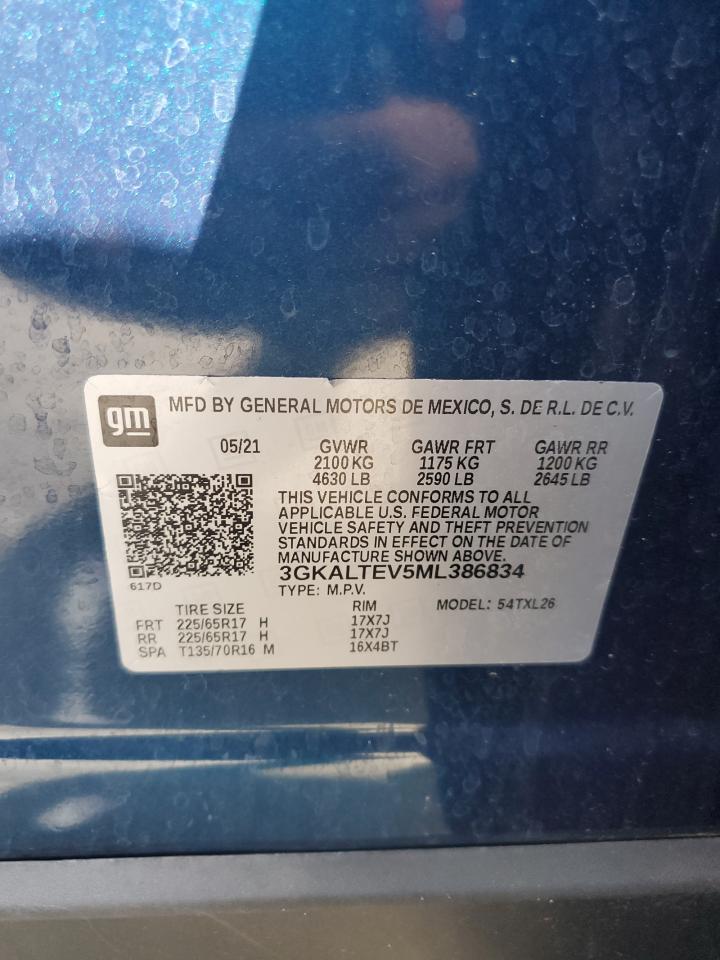 gm
MFD BY GENERAL MOTORS DE MEXICO, S. DE R.L. DE C.V.
05/21 GVWR GAWR FRT GAWR RR
2100 KG 1175 KG 1200 KG
4630 LB 2590 LB 2645 LB
THIS VEHICLE CONFORMS TO ALL
APPLICABLE U.S. FEDERAL MOTOR
VEHICLE SAFETY AND THEFT PREVENTION
STANDARDS IN EFFECT ON THE DATE OF
MANUFACTURE SHOWN ABOVE.
3GKALTEV5ML386834
617D
TYPE: M.P.V.
TIRE SIZE RIM MODEL: 54TXL26
FRT 225/65R17 H 17X7J
RR 225/65R17 H 17X7J
SPA T135/70R16 M 16X4BT